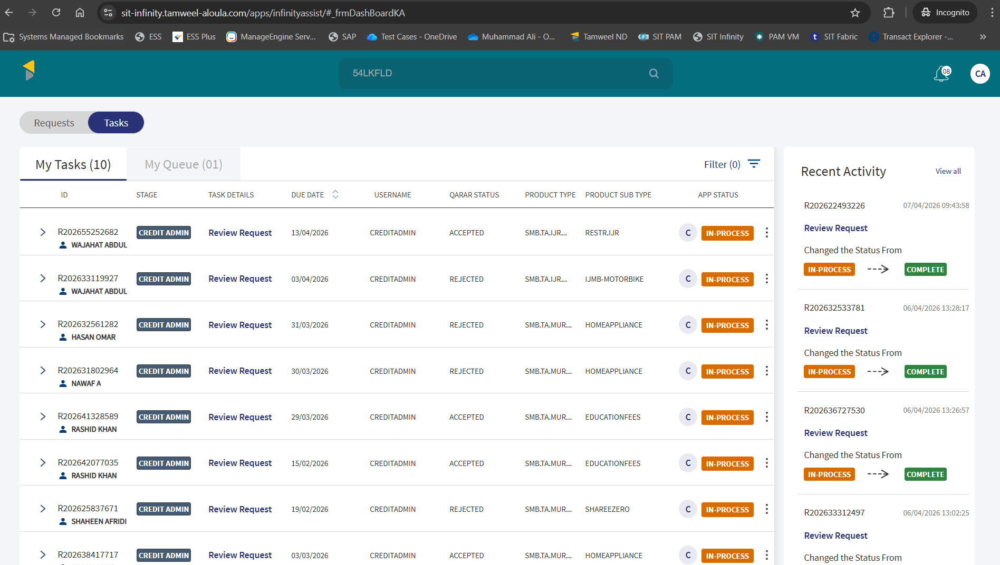 sit-infinity.tamweel-aloula.com/apps/infinityassist/#_frmDashBoardKA
Incognito
Systems Managed Bookmarks ESS ESS Plus ManageEngine Serv... SAP Test Cases - OneDrive Muhammad Ali - O... Tamweel ND SIT PAM SIT Infinity PAM VM t SIT Fabric t Transact Explorer -...
54LKFLD
08
CA
Requests Tasks
My Tasks (10) My Queue (01) Filter (0)
ID STAGE TASK DETAILS DUE DATE USERNAME QARAR STATUS PRODUCT TYPE PRODUCT SUB TYPE APP STATUS
R202655252682 CREDIT ADMIN Review Request 13/04/2026 CREDITADMIN ACCEPTED SMB.TA.IJR... RESTR.IJR C IN-PROCESS
WAJAHAT ABDUL
R202633119927 CREDIT ADMIN Review Request 03/04/2026 CREDITADMIN REJECTED SMB.TA.IJR... IJMB-MOTORBIKE C IN-PROCESS
WAJAHAT ABDUL
R202632561282 CREDIT ADMIN Review Request 31/03/2026 CREDITADMIN REJECTED SMB.TA.MUR... HOMEAPPLIANCE C IN-PROCESS
HASAN OMAR
R202631802964 CREDIT ADMIN Review Request 30/03/2026 CREDITADMIN REJECTED SMB.TA.MUR... HOMEAPPLIANCE C IN-PROCESS
NAWAF A
R202641328589 CREDIT ADMIN Review Request 29/03/2026 CREDITADMIN ACCEPTED SMB.TA.MUR... EDUCATIONFEES C IN-PROCESS
RASHID KHAN
R202642077035 CREDIT ADMIN Review Request 15/02/2026 CREDITADMIN ACCEPTED SMB.TA.MUR... EDUCATIONFEES C IN-PROCESS
RASHID KHAN
R202625837671 CREDIT ADMIN Review Request 19/02/2026 CREDITADMIN REJECTED SMB.TA.MUR... SHAREEZERO C IN-PROCESS
SHAHEEN AFRIDI
R202638417717 CREDIT ADMIN Review Request 03/03/2026 CREDITADMIN ACCEPTED SMB.TA.MUR... HOMEAPPLIANCE C IN-PROCESS
Recent Activity View all
R202622493226 07/04/2026 09:43:58
Review Request
Changed the Status From
IN-PROCESS COMPLETE
R202632533781 06/04/2026 13:28:17
Review Request
Changed the Status From
IN-PROCESS COMPLETE
R202636727530 06/04/2026 13:26:57
Review Request
Changed the Status From
IN-PROCESS COMPLETE
R202633312497 06/04/2026 13:02:25
Review Request
Changed the Status From